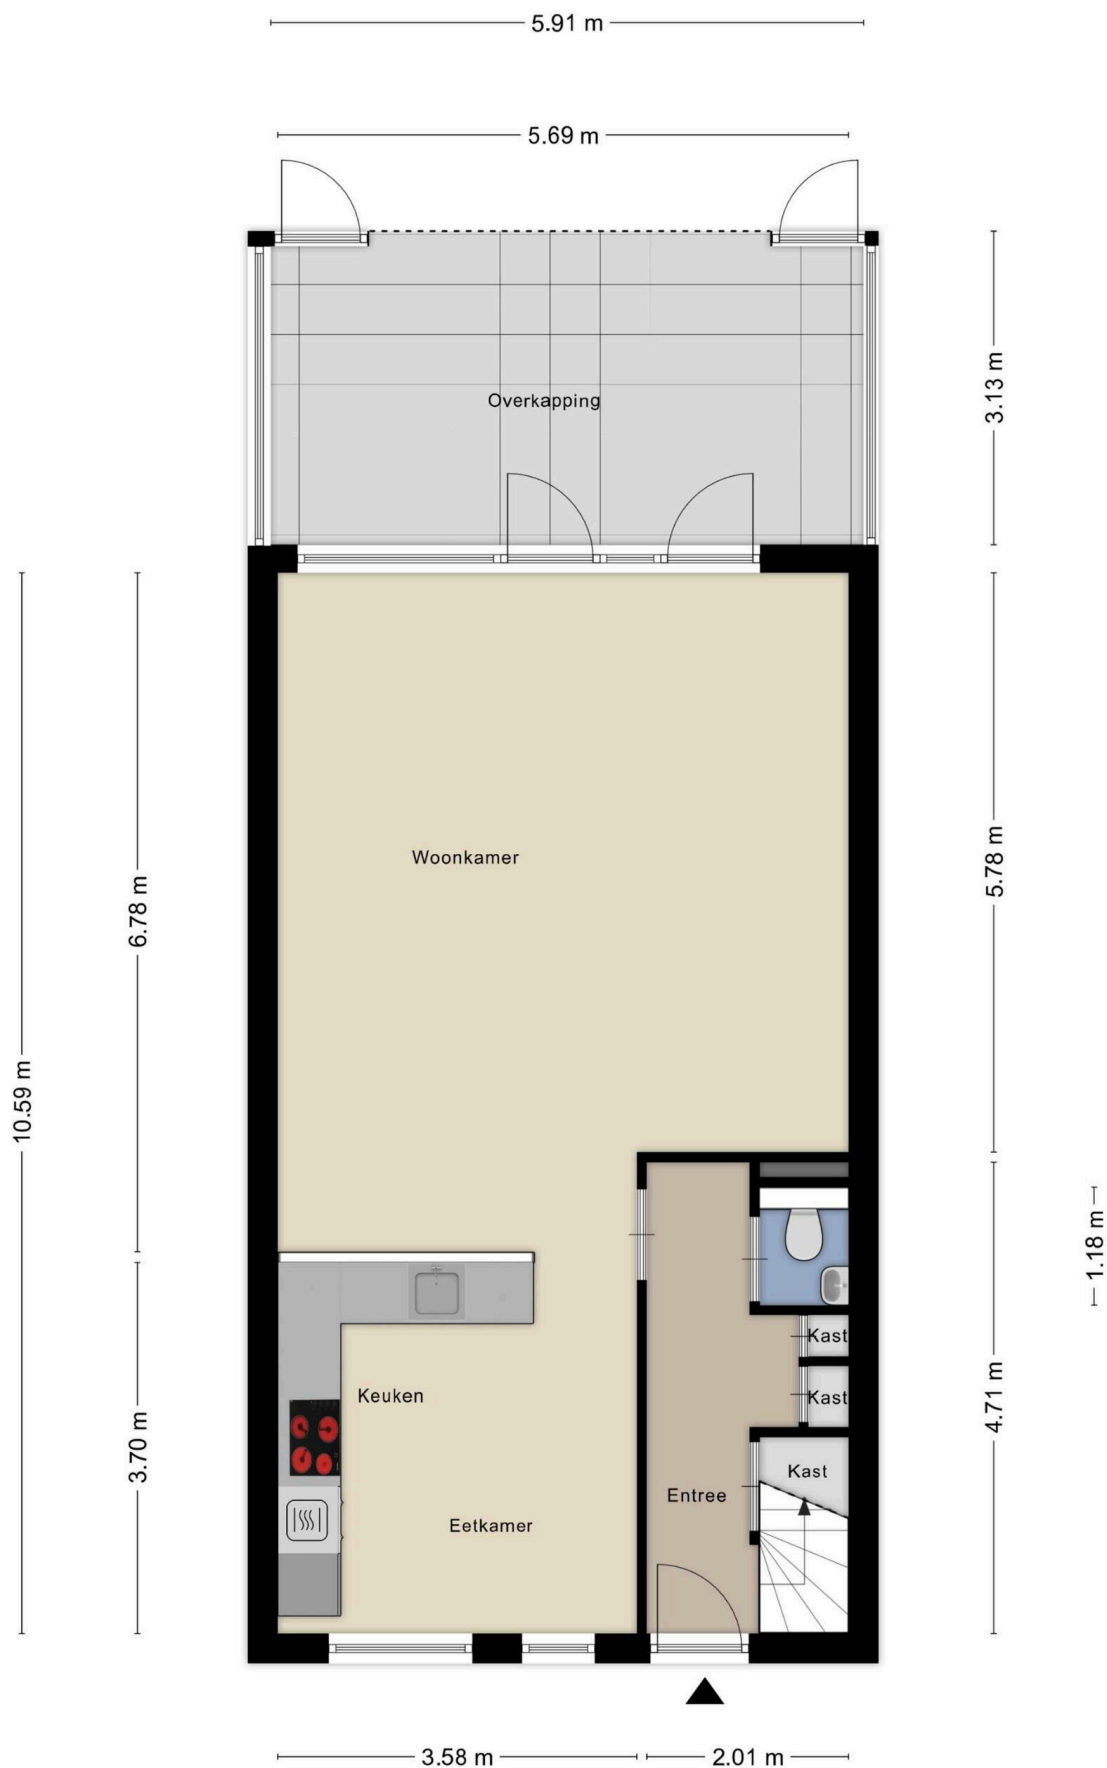 5.91 m
5.69 m
3.13 m
Overkapping
Woonkamer
5.78 m
6.78 m
10.59 m
1.18 m
Kast
Keuken
Kast
4.71 m
3.70 m
Kast
Entree
Eetkamer
3.58 m
2.01 m